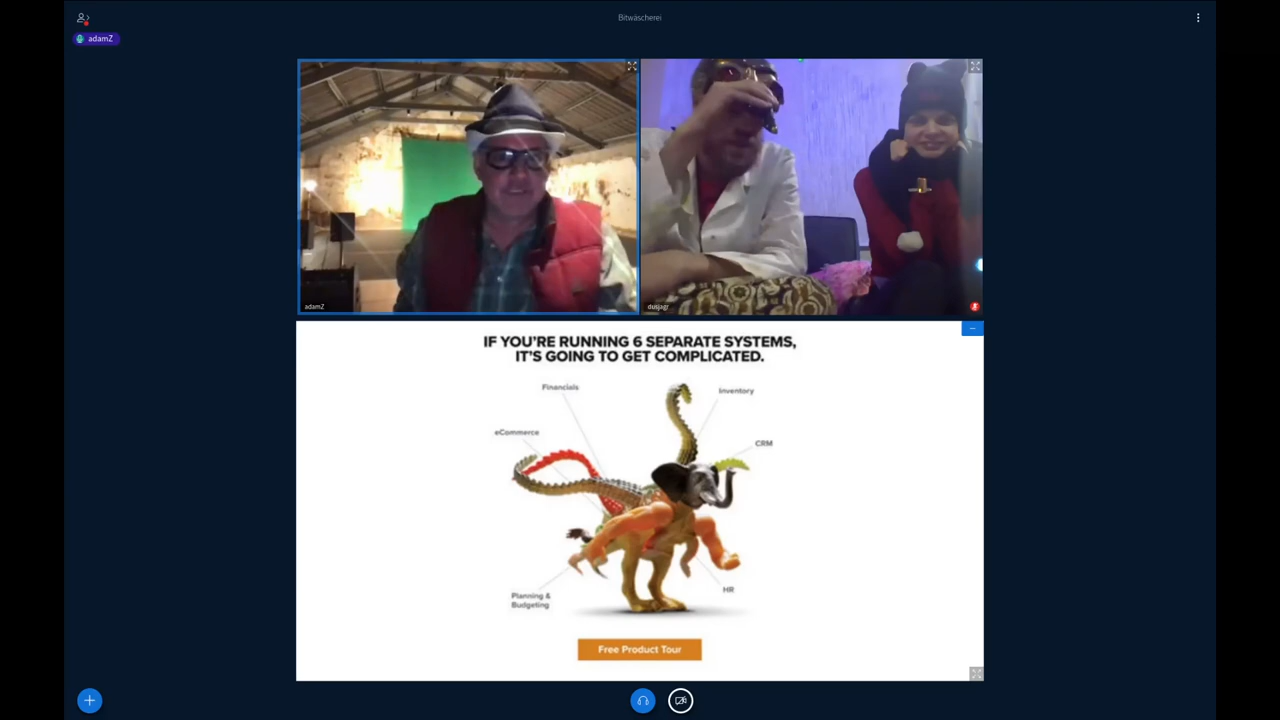 Bitwäscherei
adamZ
adamZ
dusjagr
IF YOU'RE RUNNING 6 SEPARATE SYSTEMS,
IT'S GOING TO GET COMPLICATED.
Financials
Inventory
eCommerce
CRM
Planning &
Budgeting
HR
Free Product Tour